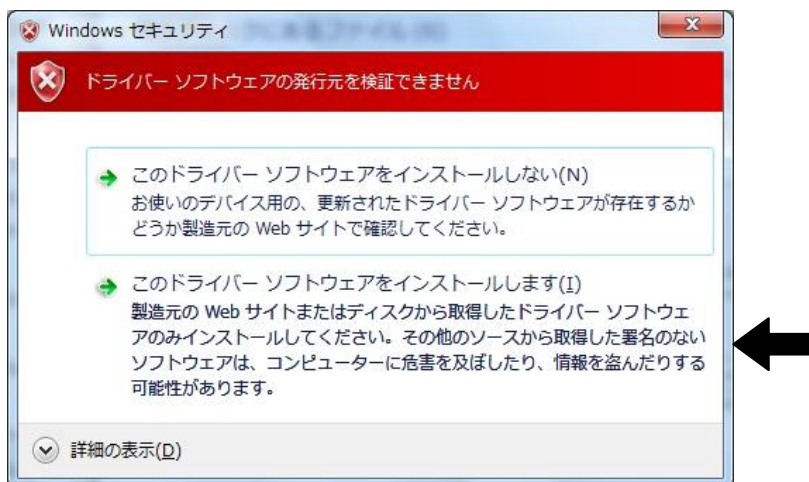 Windows セキュリティ
ドライバー ソフトウェアの発行元を検証できません
このドライバー ソフトウェアをインストールしない(N)
お使いのデバイス用の、更新されたドライバー ソフトウェアが存在するか
どうか製造元の Web サイトで確認してください。
このドライバー ソフトウェアをインストールします(I)
製造元の Web サイトまたはディスクから取得したドライバー ソフトウェ
アのみインストールしてください。その他のソースから取得した署名のない
ソフトウェアは、コンピューターに危害を及ぼしたり、情報を盗んだりする
可能性があります。
詳細の表示(D)